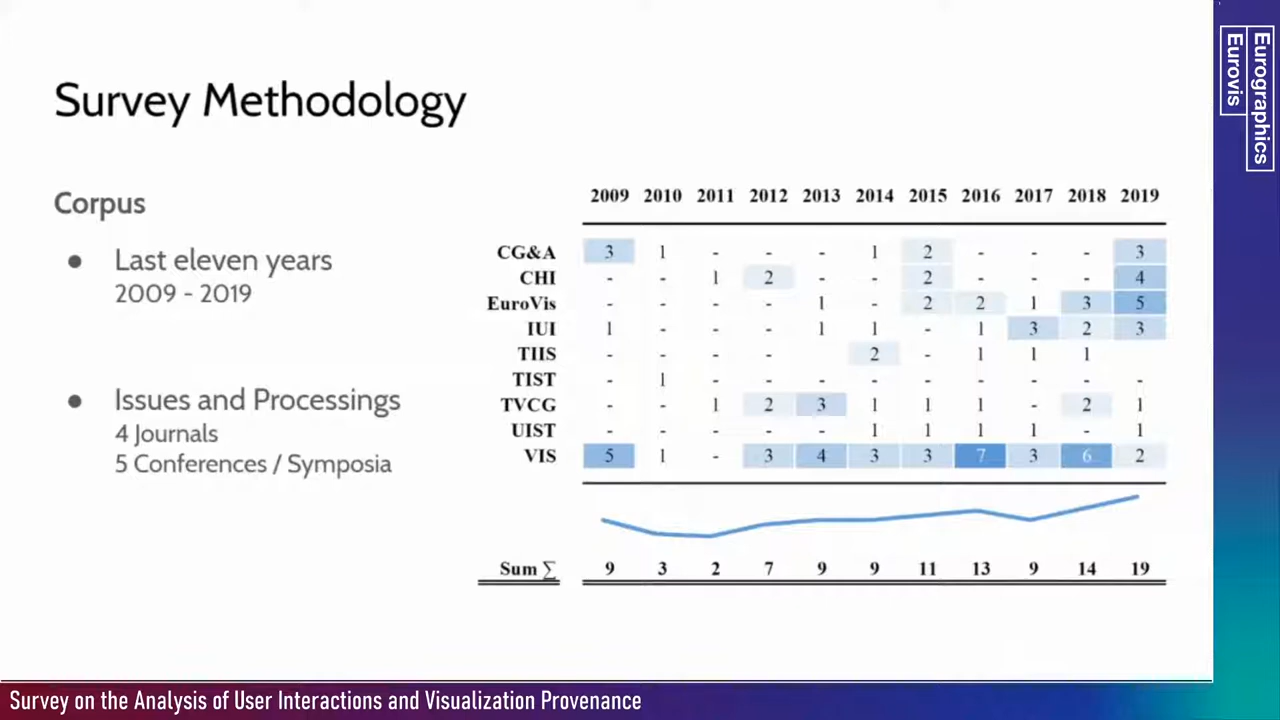 Survey Methodology
Corpus
● Last eleven years
2009 - 2019
● Issues and Processings
4 Journals
5 Conferences / Symposia
2009 2010 2011 2012 2013 2014 2015 2016 2017 2018 2019
CG&A 3 1 - - - 1 2 - - - 3
CHI - - 1 2 - - 2 - - - 4
EuroVis - - - - 1 - 2 2 1 3 5
IUI 1 - - - 1 1 - 1 3 2 3
TIIS - - - - - 2 - 1 1 1
TIST - 1 - - - - - - - - -
TVCG - - 1 2 3 1 1 1 - 2 1
UIST - - - - - 1 1 1 1 - 1
VIS 5 1 - 3 4 3 3 7 3 6 2
Sum ∑ 9 3 2 7 9 9 11 13 9 14 19
Eurographics
Eurovis
Survey on the Analysis of User Interactions and Visualization Provenance